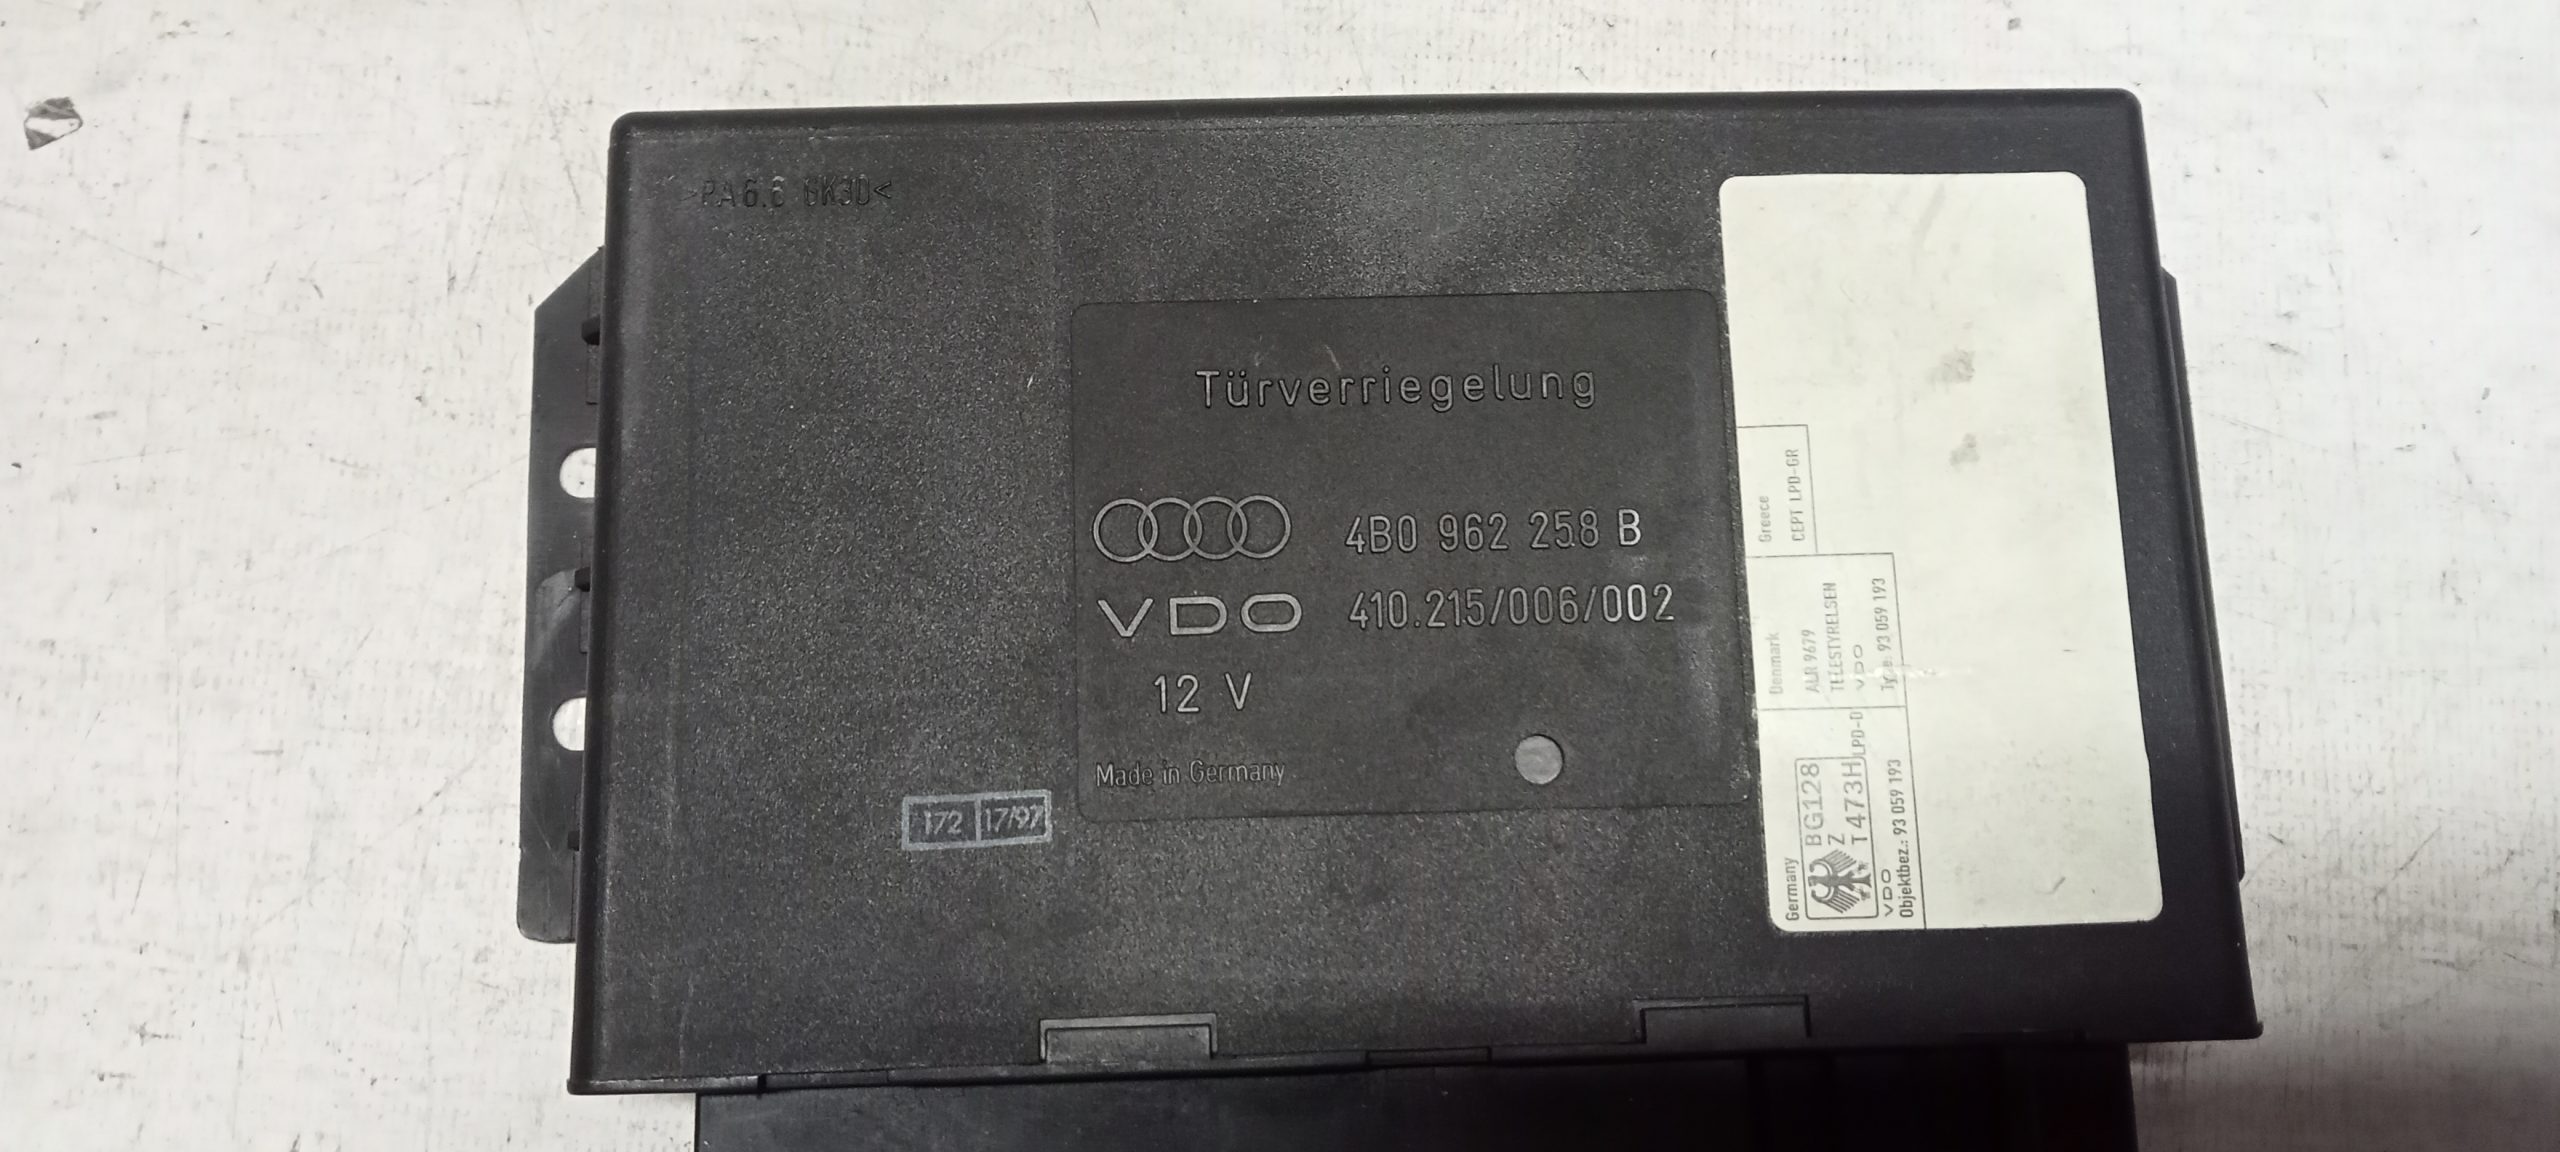 >PA6.6 GK30<
Türverriegelung
4B0 962 258 B
VDO 410.215/006/002
12 V
Made in Germany
172 17/97
Greece
CEPT LPD-GR
Denmark
ALR 9679
TELESTYRELSEN
VDO
Type: 93 059 193
Germany
BG128
Z
T473H LPD-D
VDO
Objektbez.: 93 059 193